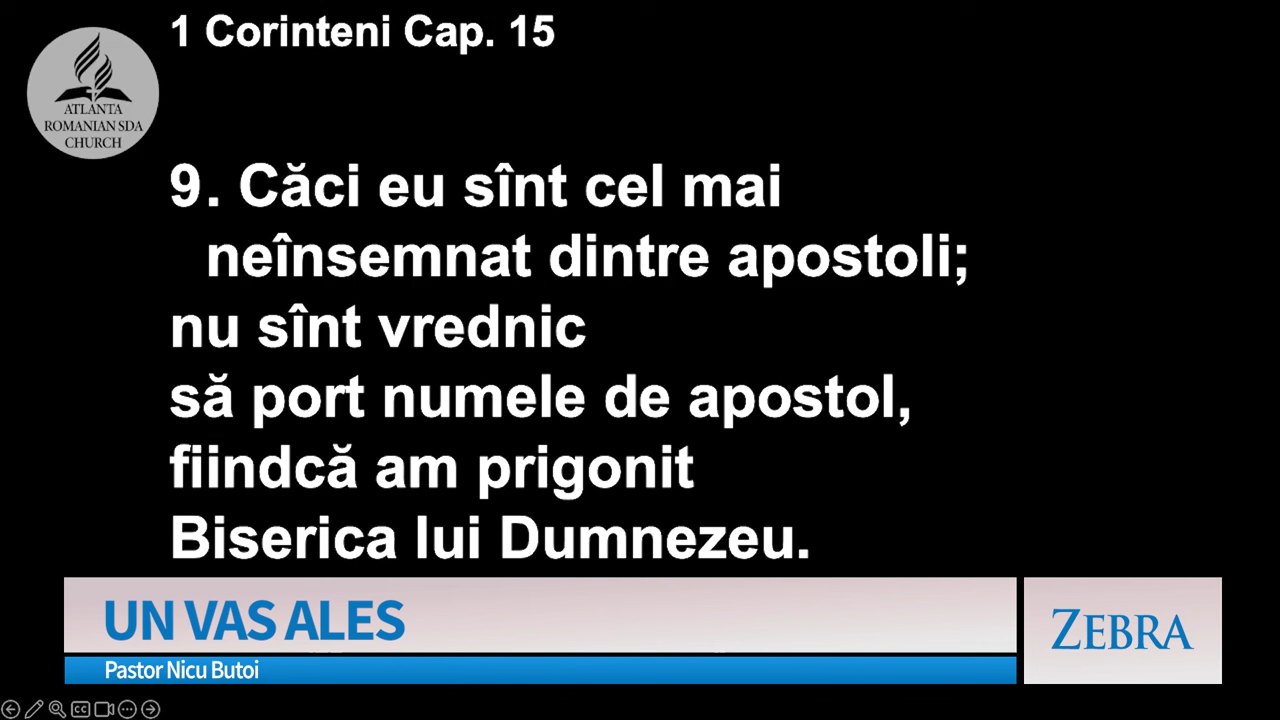 1 Corinteni Cap. 15
ATLANTA
ROMANIAN SDA
CHURCH
9. Căci eu sînt cel mai
neînsemnat dintre apostoli;
nu sînt vrednic
să port numele de apostol,
fiindcă am prigonit
Biserica lui Dumnezeu.
UN VAS ALES
ZEBRA
Pastor Nicu Butoi
CC